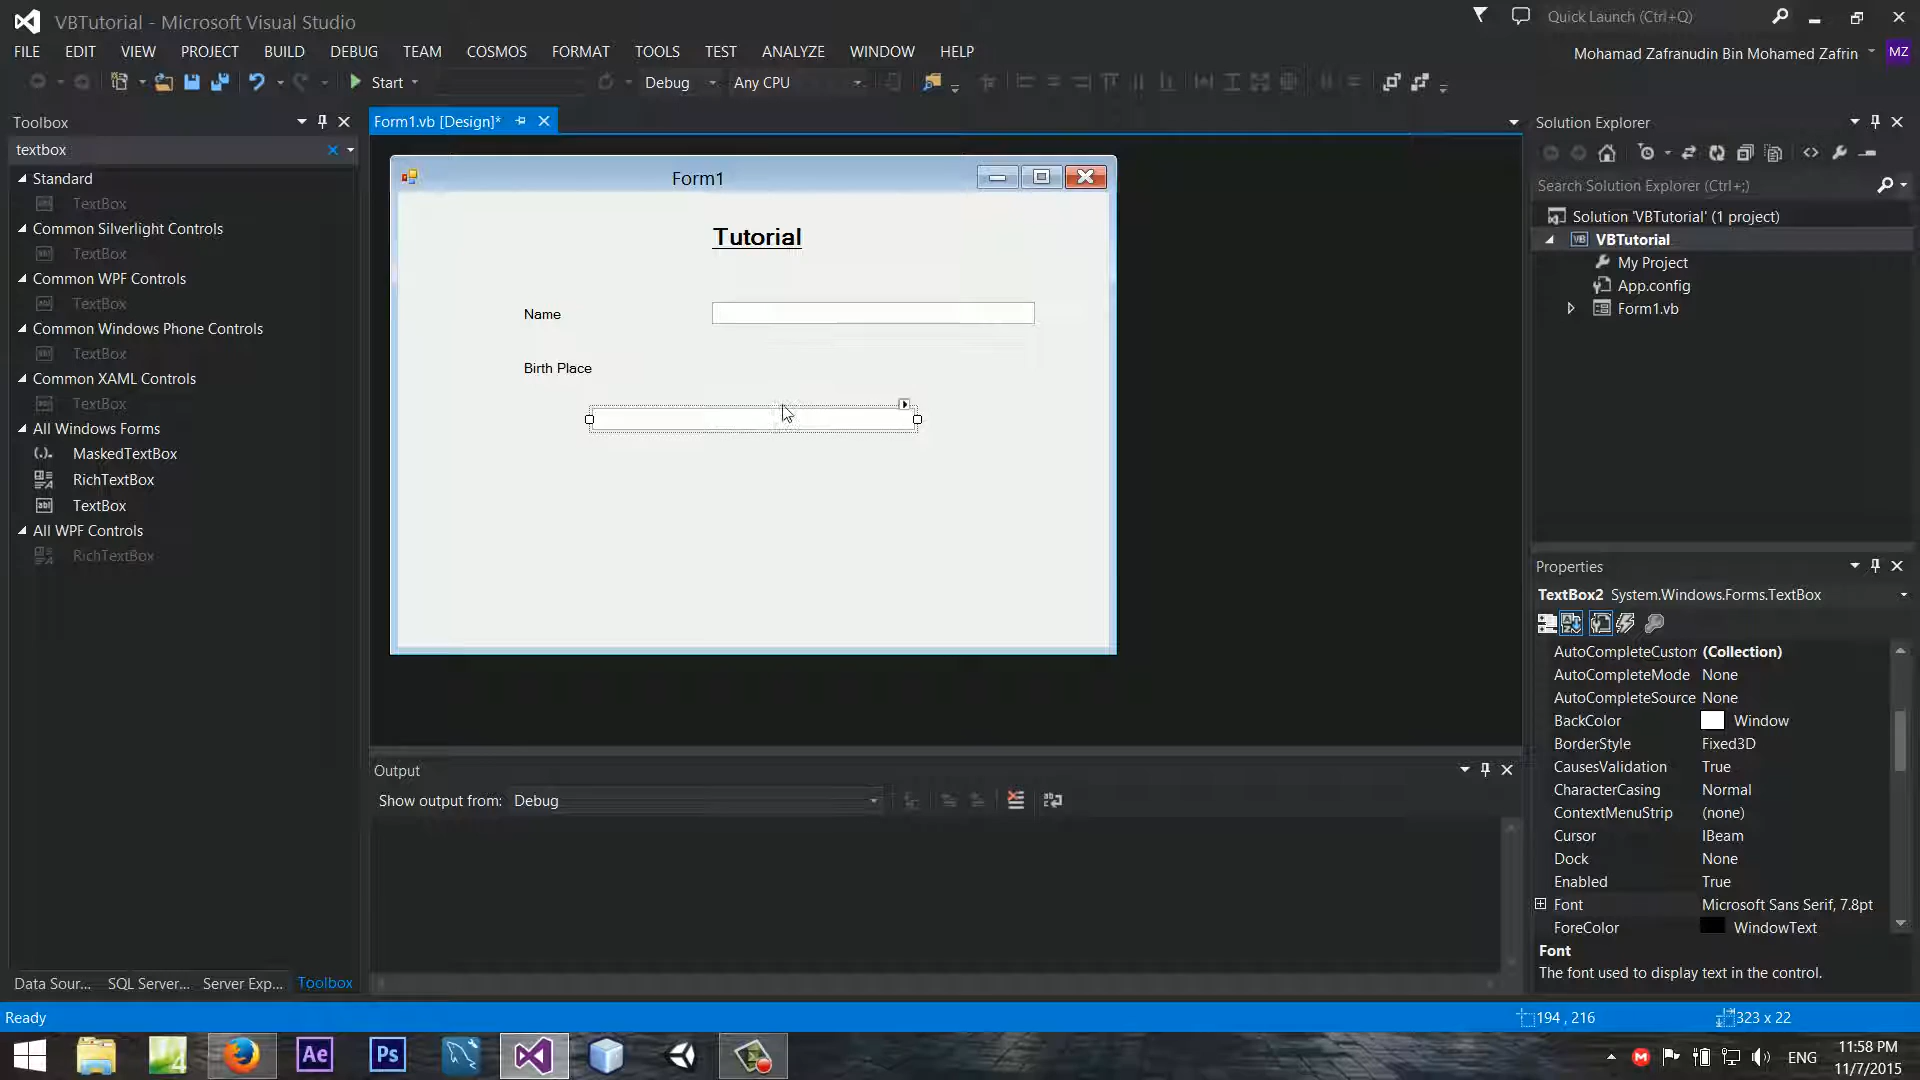 VBTutorial - Microsoft Visual Studio
Quick Launch (Ctrl+Q)
FILE EDIT VIEW PROJECT BUILD DEBUG TEAM COSMOS FORMAT TOOLS TEST ANALYZE WINDOW HELP
Mohamad Zafranudin Bin Mohamed Zafrin MZ
Start Debug Any CPU
Toolbox
textbox
Standard
TextBox
Common Silverlight Controls
TextBox
Common WPF Controls
TextBox
Common Windows Phone Controls
TextBox
Common XAML Controls
TextBox
All Windows Forms
MaskedTextBox
RichTextBox
TextBox
All WPF Controls
RichTextBox
Data Sour... SQL Server... Server Exp... Toolbox
Form1.vb [Design]*
Form1
Tutorial
Name
Birth Place
Output
Show output from: Debug
Solution Explorer
Search Solution Explorer (Ctrl+;)
Solution 'VBTutorial' (1 project)
VBTutorial
My Project
App.config
Form1.vb
Properties
TextBox2 System.Windows.Forms.TextBox
AutoCompleteCustom (Collection)
AutoCompleteMode None
AutoCompleteSource None
BackColor Window
BorderStyle Fixed3D
CausesValidation True
CharacterCasing Normal
ContextMenuStrip (none)
Cursor IBeam
Dock None
Enabled True
Font Microsoft Sans Serif, 7.8pt
ForeColor WindowText
Font
The font used to display text in the control.
Ready
194 , 216
323 x 22
Ae
Ps
ENG
11:58 PM
11/7/2015